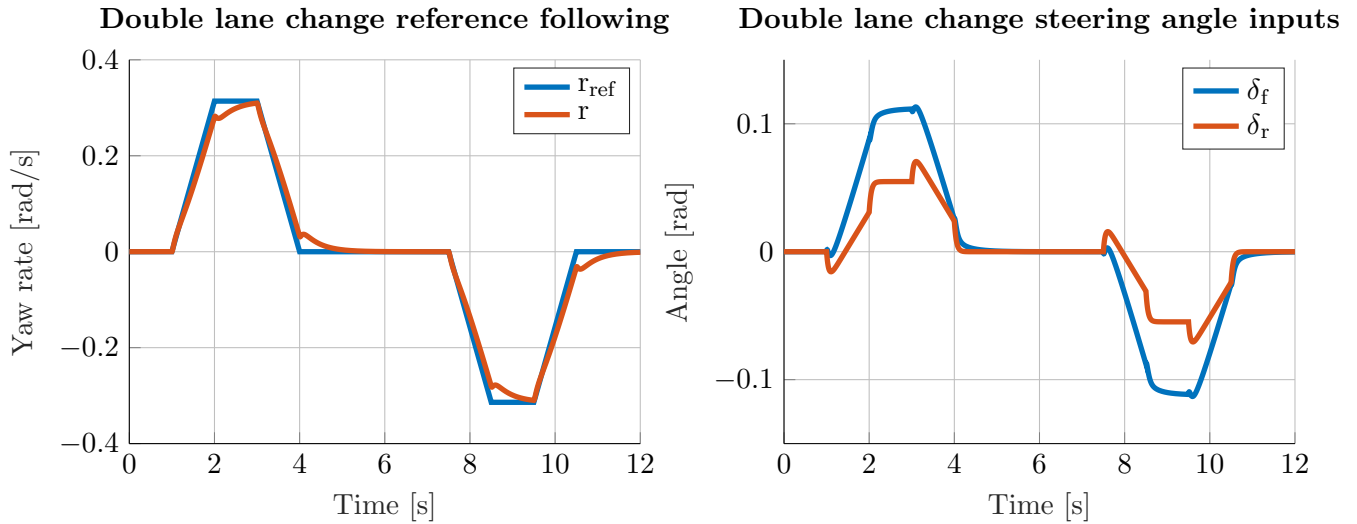 Double lane change reference following
0.4
0.2
0
−0.2
−0.4
Yaw rate [rad/s]
r_ref
r
0 2 4 6 8 10 12
Time [s]
Double lane change steering angle inputs
0.1
0
−0.1
Angle [rad]
δ_f
δ_r
0 2 4 6 8 10 12
Time [s]